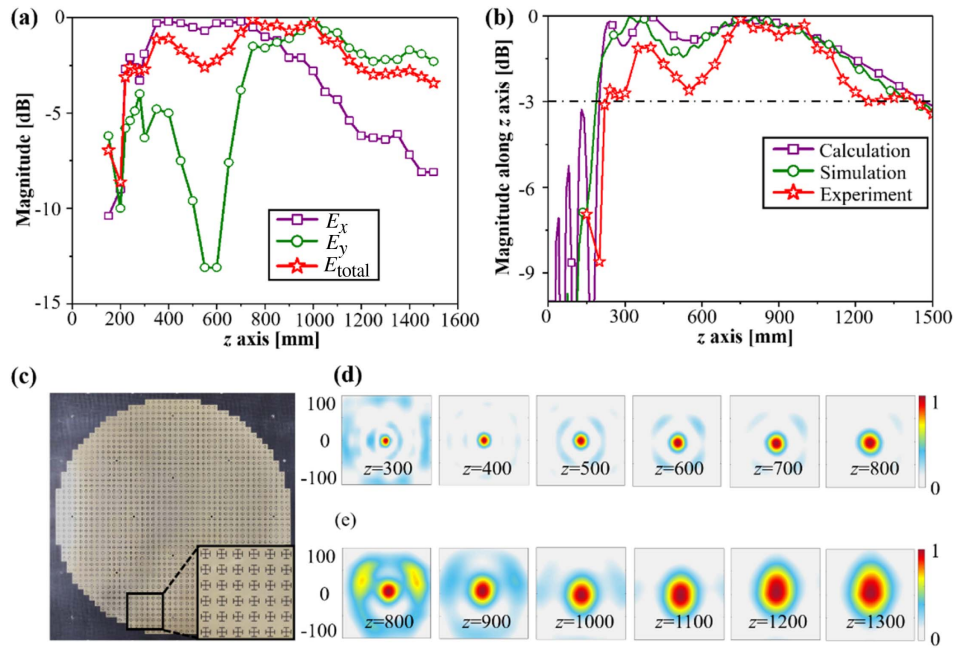 (a)
Magnitude [dB]
0
-5
-10
-15
0 200 400 600 800 1000 1200 1400 1600
z axis [mm]
Ex
Ey
Etotal
(b)
Magnitude along z axis [dB]
0
-3
-6
-9
0 300 600 900 1200 1500
z axis [mm]
Calculation
Simulation
Experiment
(c)
(d)
100
0
-100
z=300 z=400 z=500 z=600 z=700 z=800
1
0
(e)
100
0
-100
z=800 z=900 z=1000 z=1100 z=1200 z=1300
1
0